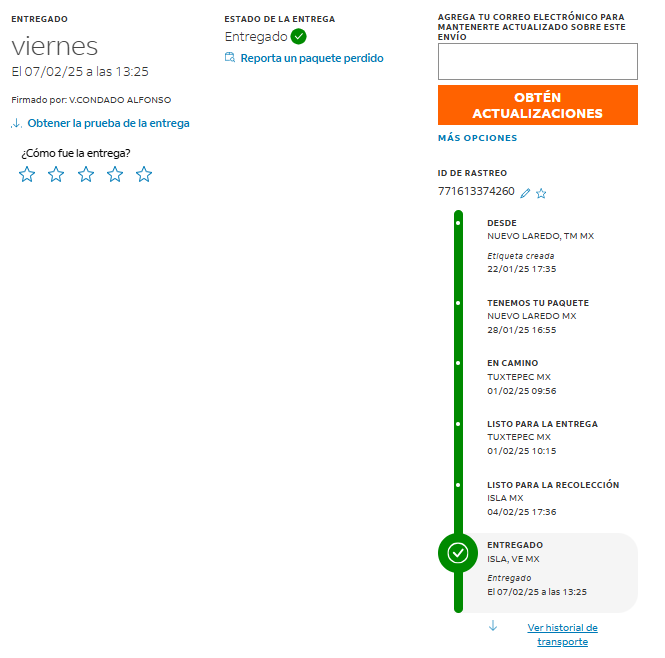 ENTREGADO
viernes
El 07/02/25 a las 13:25
Firmado por: V.CONDADO ALFONSO
Obtener la prueba de la entrega
¿Cómo fue la entrega?
ESTADO DE LA ENTREGA
Entregado
Reporta un paquete perdido
AGREGA TU CORREO ELECTRÓNICO PARA
MANTENERTE ACTUALIZADO SOBRE ESTE
ENVÍO
OBTÉN
ACTUALIZACIONES
MÁS OPCIONES
ID DE RASTREO
771613374260
DESDE
NUEVO LAREDO, TM MX
Etiqueta creada
22/01/25 17:35
TENEMOS TU PAQUETE
NUEVO LAREDO MX
28/01/25 16:55
EN CAMINO
TUXTEPEC MX
01/02/25 09:56
LISTO PARA LA ENTREGA
TUXTEPEC MX
01/02/25 10:15
LISTO PARA LA RECOLECCIÓN
ISLA MX
04/02/25 17:36
ENTREGADO
ISLA, VE MX
Entregado
El 07/02/25 a las 13:25
Ver historial de
transporte